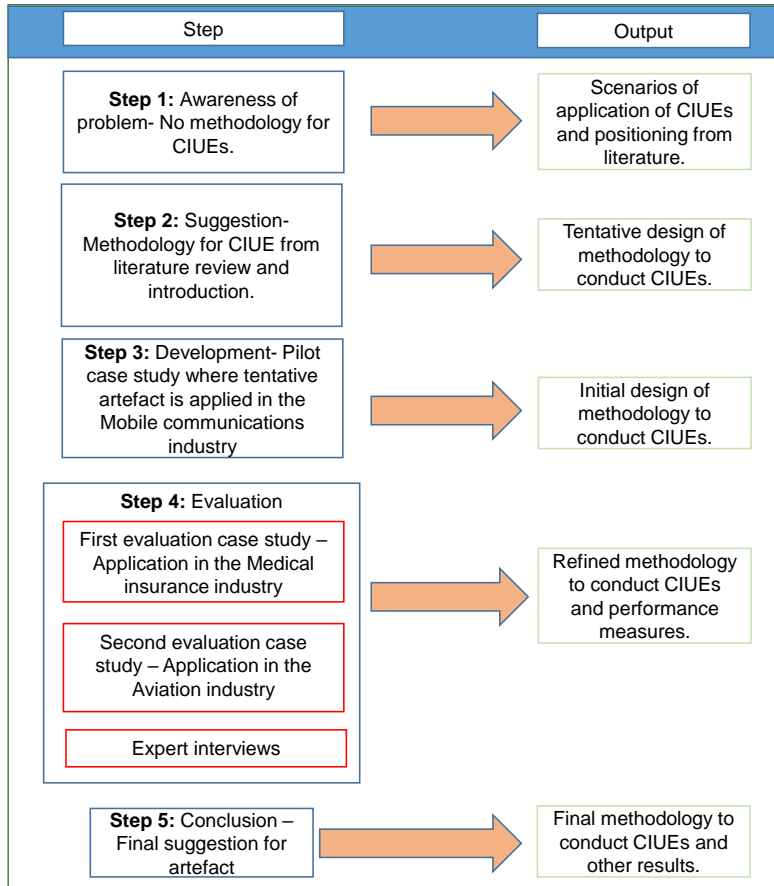 Step
Output
Step 1: Awareness of
problem- No methodology for
CIUEs.
Scenarios of
application of CIUEs
and positioning from
literature.
Step 2: Suggestion-
Methodology for CIUE from
literature review and
introduction.
Tentative design of
methodology to
conduct CIUEs.
Step 3: Development- Pilot
case study where tentative
artefact is applied in the
Mobile communications
industry
Initial design of
methodology to
conduct CIUEs.
Step 4: Evaluation
First evaluation case study –
Application in the Medical
insurance industry
Second evaluation case
study – Application in the
Aviation industry
Expert interviews
Refined methodology
to conduct CIUEs
and performance
measures.
Step 5: Conclusion –
Final suggestion for
artefact
Final methodology to
conduct CIUEs and
other results.